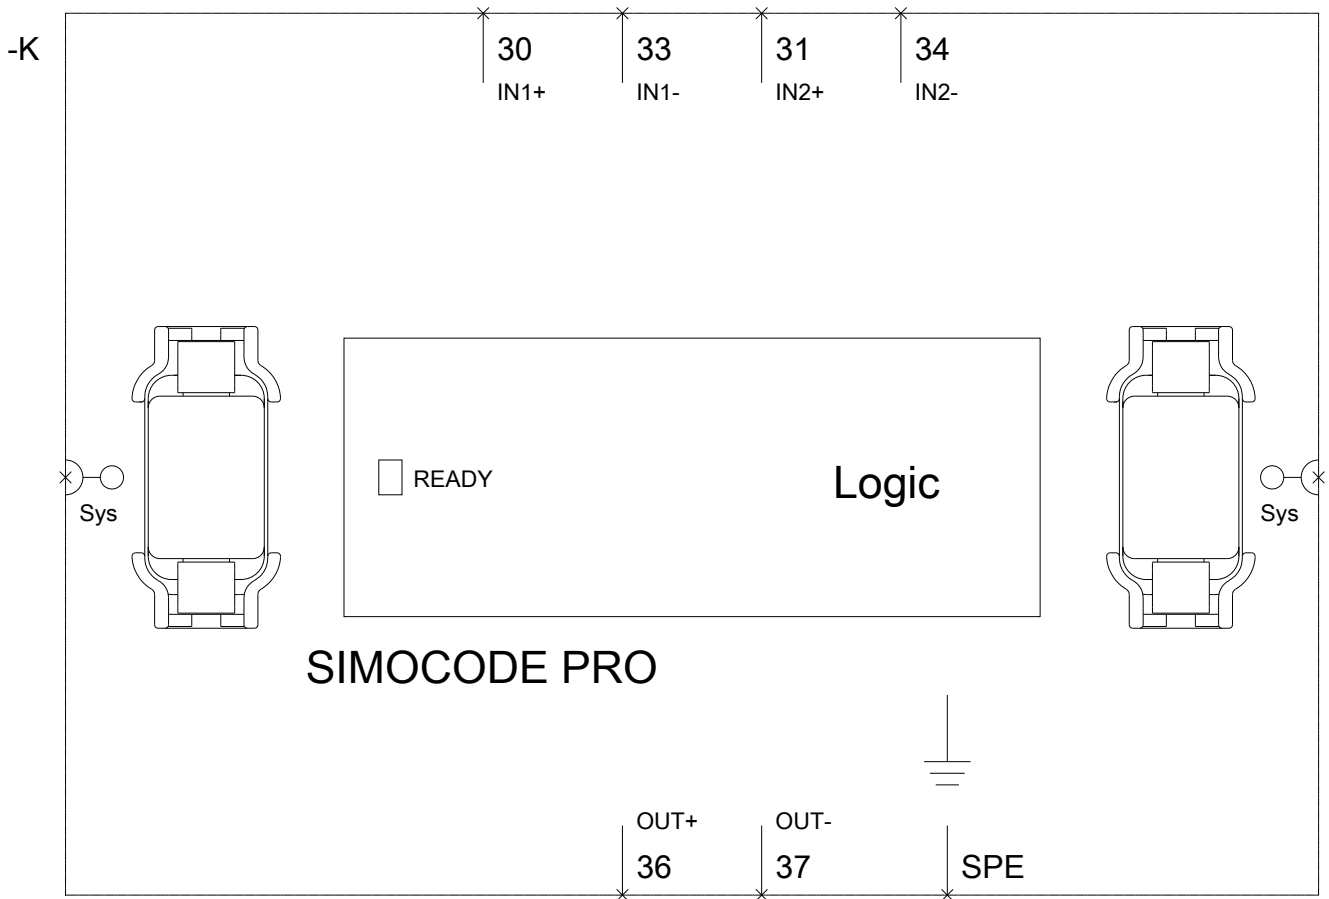 -K
30 33 31 34
IN1+ IN1- IN2+ IN2-
READY
Logic
Sys
Sys
SIMOCODE PRO
OUT+ OUT-
36 37 SPE